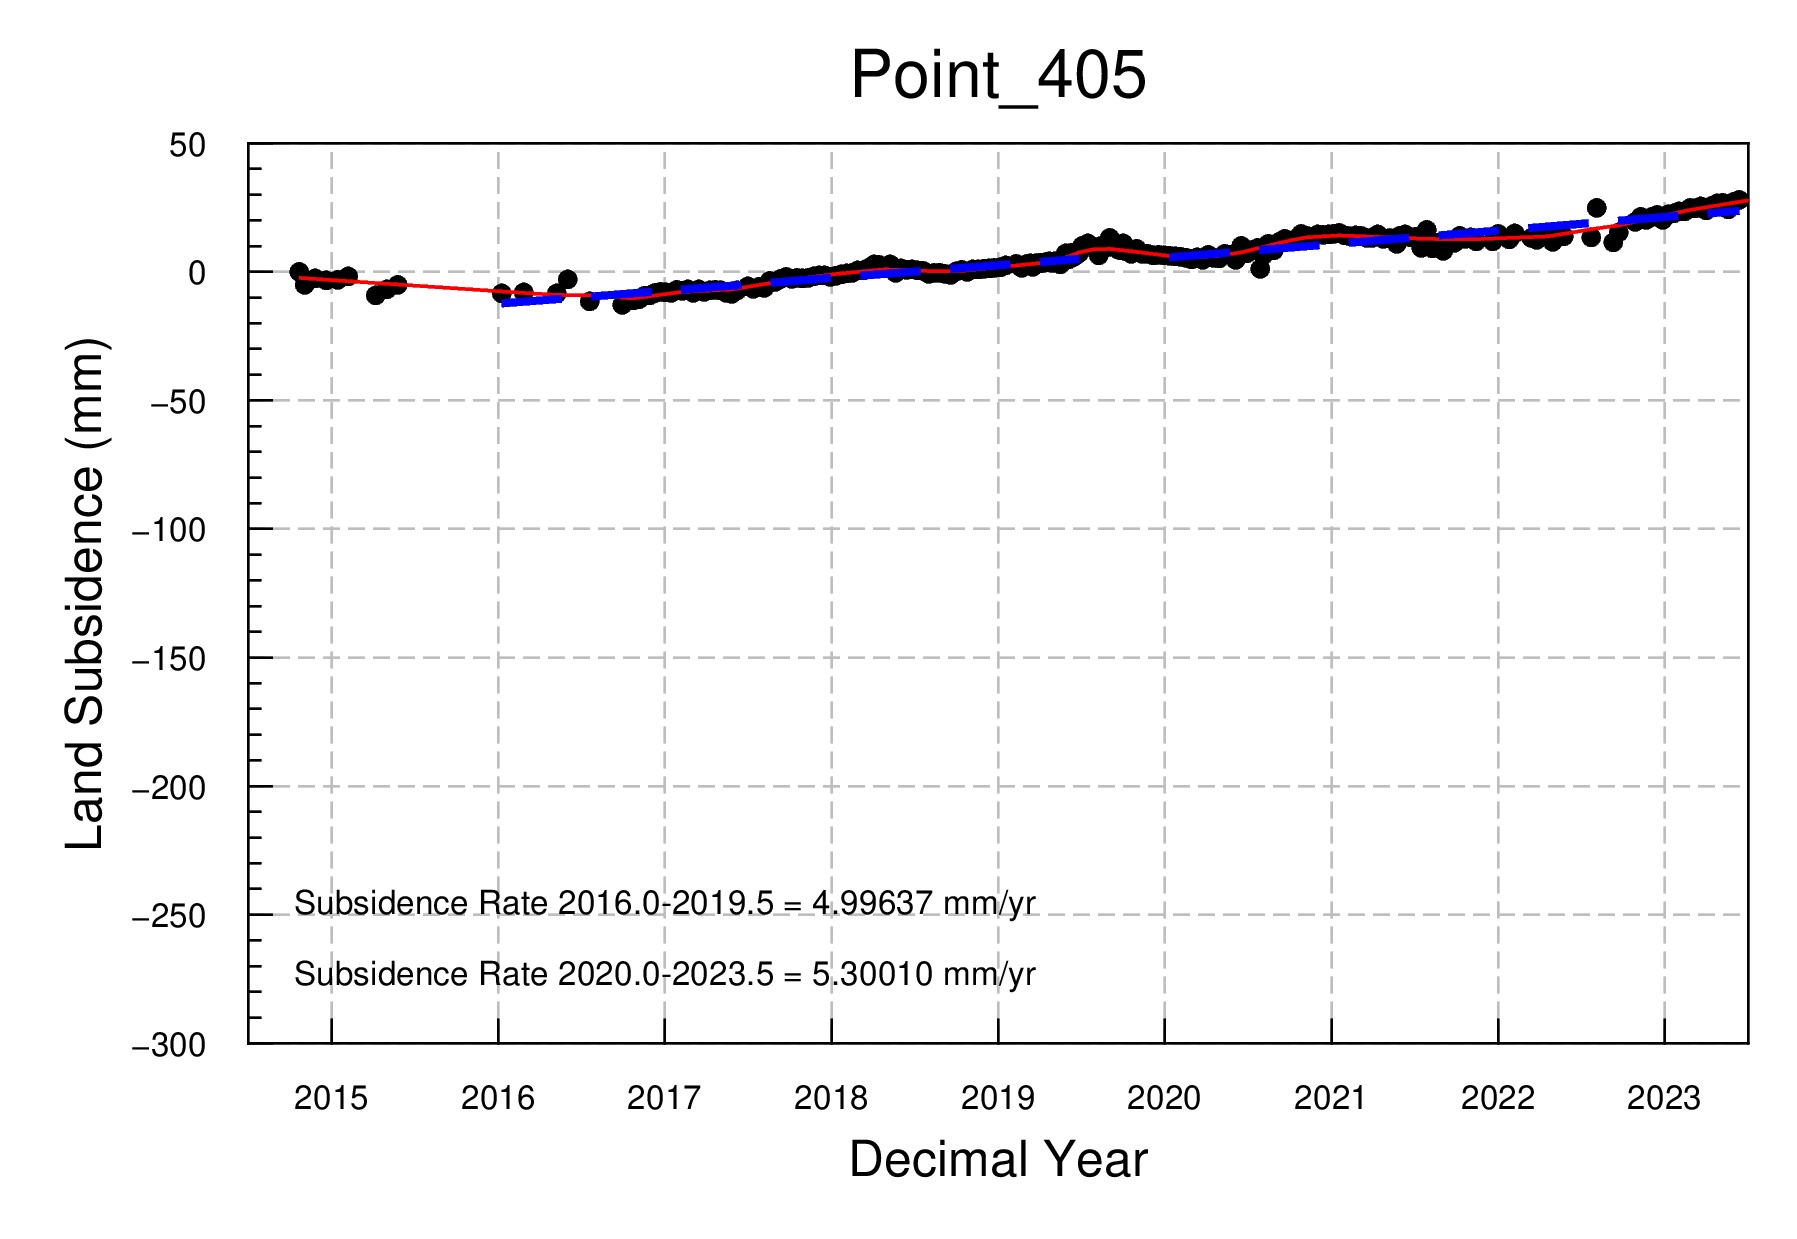 Point_405
50
0
−50
−100
−150
−200
−250
−300
Land Subsidence (mm)
Subsidence Rate 2016.0-2019.5 = 4.99637 mm/yr
Subsidence Rate 2020.0-2023.5 = 5.30010 mm/yr
2015 2016 2017 2018 2019 2020 2021 2022 2023
Decimal Year